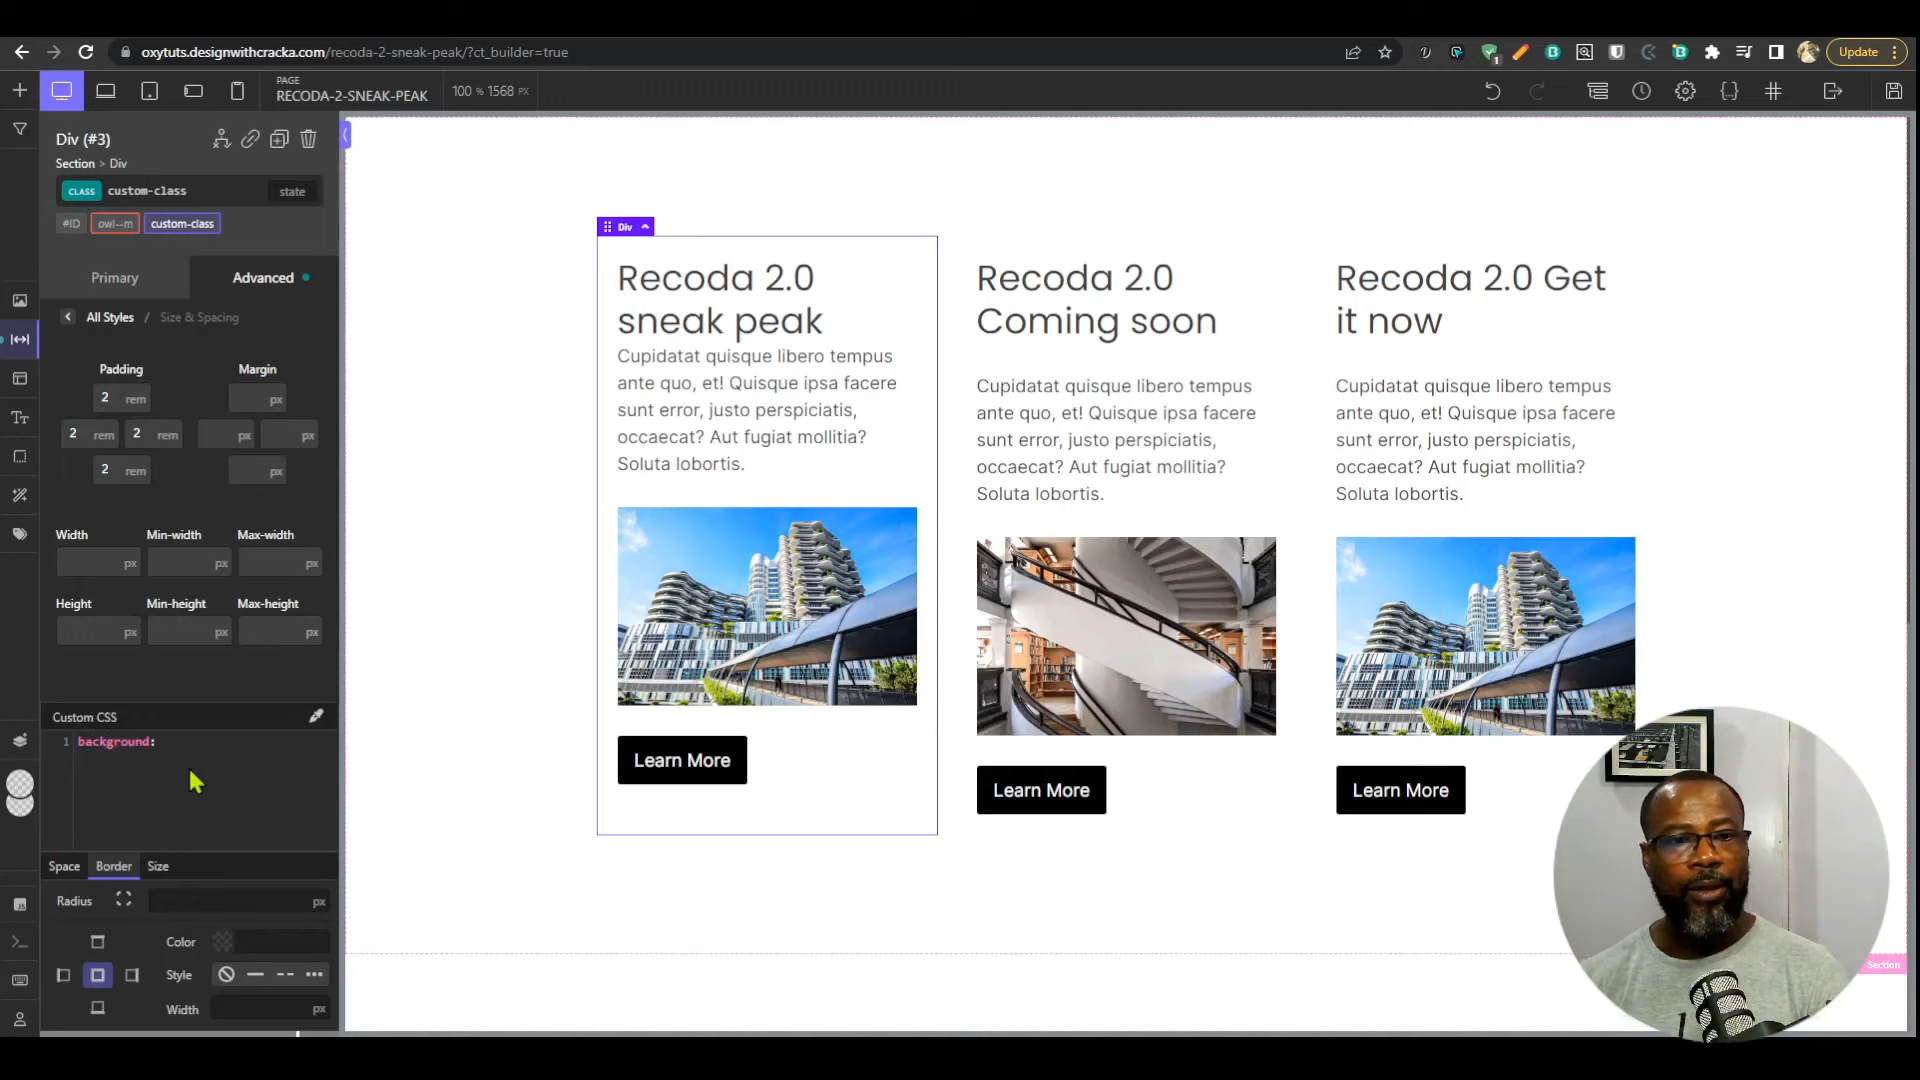 oxytuts.designwithcracka.com/recoda-2-sneak-peak/?ct_builder=true
Update
PAGE
RECODA-2-SNEAK-PEAK
100 % 1568 PX
Div (#3)
Section > Div
CLASS custom-class state
#ID owl--m custom-class
Primary Advanced
All Styles / Size & Spacing
Padding Margin
2 rem px
2 rem 2 rem px px
2 rem px
Width Min-width Max-width
px px px
Height Min-height Max-height
px px px
Custom CSS
1 background:
Space Border Size
Radius px
Color
Style
Width px
Div
Recoda 2.0
sneak peak
Cupidatat quisque libero tempus
ante quo, et! Quisque ipsa facere
sunt error, justo perspiciatis,
occaecat? Aut fugiat mollitia?
Soluta lobortis.
Learn More
Recoda 2.0
Coming soon
Cupidatat quisque libero tempus
ante quo, et! Quisque ipsa facere
sunt error, justo perspiciatis,
occaecat? Aut fugiat mollitia?
Soluta lobortis.
Learn More
Recoda 2.0 Get
it now
Cupidatat quisque libero tempus
ante quo, et! Quisque ipsa facere
sunt error, justo perspiciatis,
occaecat? Aut fugiat mollitia?
Soluta lobortis.
Learn More
Section